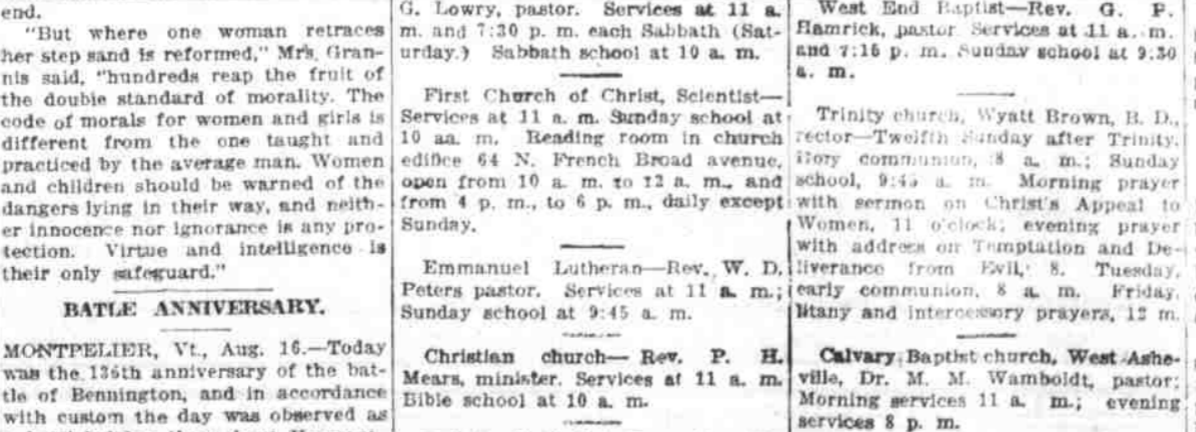 end.
"But where one woman retraces
her step sand is reformed," Mrs. Gran-
nis said, "hundreds reap the fruit of
the double standard of morality. The
code of morals for women and girls is
different from the one taught and
practiced by the average man. Women
and children should be warned of the
dangers lying in their way, and neith-
er innocence nor ignorance is any pro-
tection. Virtue and intelligence is
their only safeguard."
BATLE ANNIVERSARY.
MONTPELIER, Vt., Aug. 16.—Today
was the 136th anniversary of the bat-
tle of Bennington, and in accordance
with custom the day was observed as
G. Lowry, pastor. Services at 11 a.
m. and 7:30 p. m. each Sabbath (Sat-
urday.) Sabbath school at 10 a. m.
First Church of Christ, Scientist—
Services at 11 a. m. Sunday school at
10 aa. m. Reading room in church
edifice 64 N. French Broad avenue,
open from 10 a. m. to 12 a. m., and
from 4 p. m., to 6 p. m., daily except
Sunday.
Emmanuel Lutheran—Rev. W. D.
Peters pastor. Services at 11 a. m.;
Sunday school at 9:45 a. m.
Christian church— Rev. P. H.
Mears, minister. Services at 11 a. m.
Bible school at 10 a. m.
West End Baptist—Rev. G. P.
Hamrick, pastor Services at 11 a. m.
and 7:15 p. m. Sunday school at 9:30
a. m.
Trinity church, Wyatt Brown, B. D.,
rector—Twelfth Sunday after Trinity.
Hory communion, 8 a. m.; Sunday
school, 9:45 a. m. Morning prayer
with sermon on Christ's Appeal to
Women, 11 o'clock; evening prayer
with address on Temptation and De-
liverance from Evil, 8. Tuesday,
early communion, 8 a. m. Friday,
litany and intercessory prayers, 12 m.
Calvary Baptist church, West Ashe-
ville, Dr. M. M. Wamboldt, pastor;
Morning services 11 a. m.; evening
services 8 p. m.